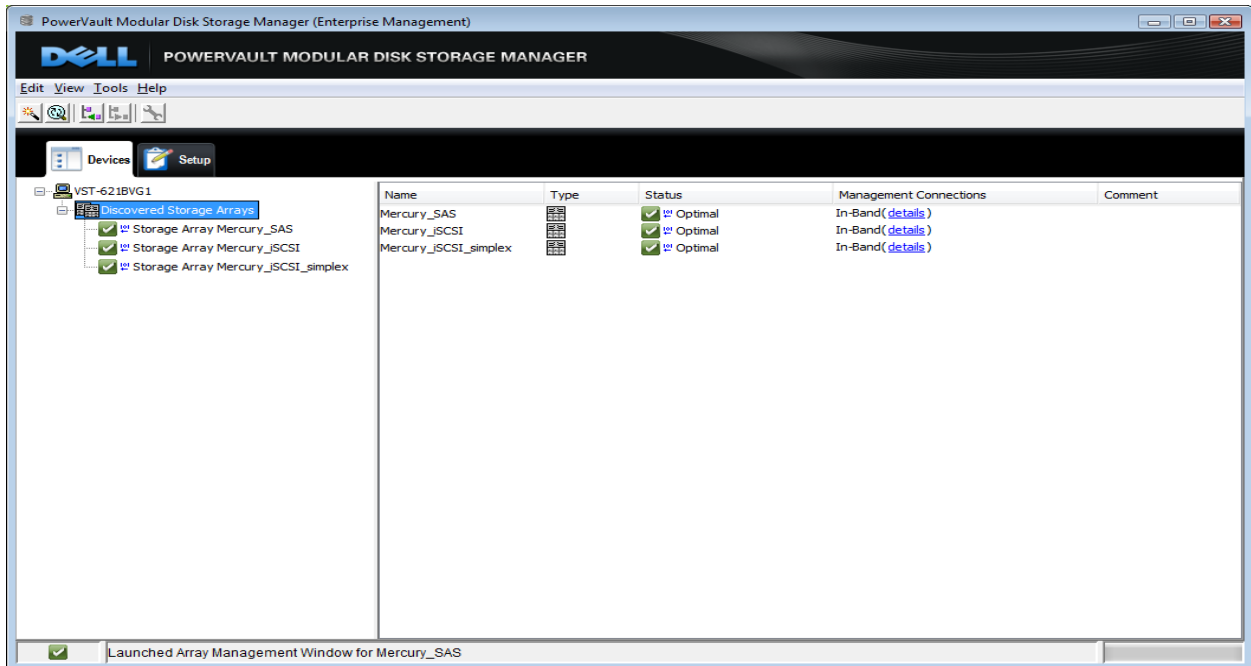 PowerVault Modular Disk Storage Manager (Enterprise Management)
DELL POWERVAULT MODULAR DISK STORAGE MANAGER
Edit View Tools Help
Devices Setup
VST-621BVG1
Discovered Storage Arrays
Storage Array Mercury_SAS
Storage Array Mercury_iSCSI
Storage Array Mercury_iSCSI_simplex
Name Type Status Management Connections Comment
Mercury_SAS Optimal In-Band(details)
Mercury_iSCSI Optimal In-Band(details)
Mercury_iSCSI_simplex Optimal In-Band(details)
Launched Array Management Window for Mercury_SAS